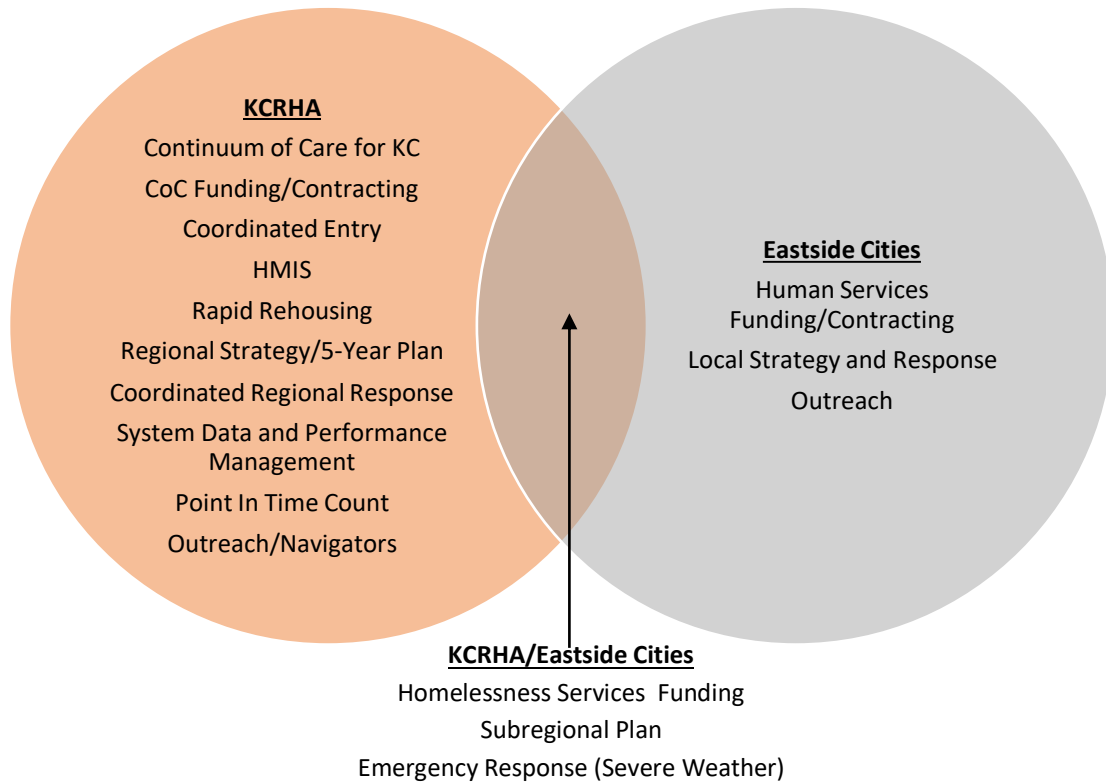 KCRHA
Continuum of Care for KC
CoC Funding/Contracting
Coordinated Entry
HMIS
Rapid Rehousing
Regional Strategy/5-Year Plan
Coordinated Regional Response
System Data and Performance
Management
Point In Time Count
Outreach/Navigators
Eastside Cities
Human Services
Funding/Contracting
Local Strategy and Response
Outreach
KCRHA/Eastside Cities
Homelessness Services  Funding
Subregional Plan
Emergency Response (Severe Weather)